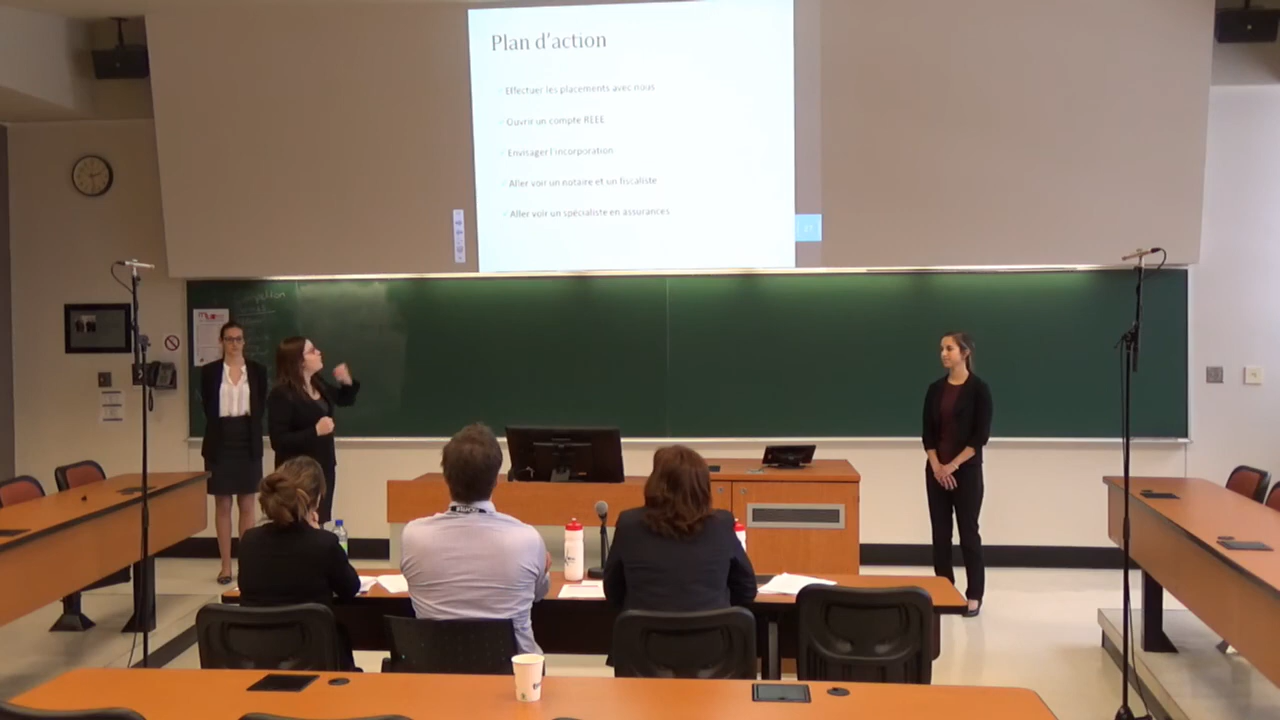 Plan d'action
Effectuer les placements avec nous
Ouvrir un compte REEE
Envisager l'incorporation
Aller voir un notaire et un fiscaliste
Aller voir un spécialiste en assurances